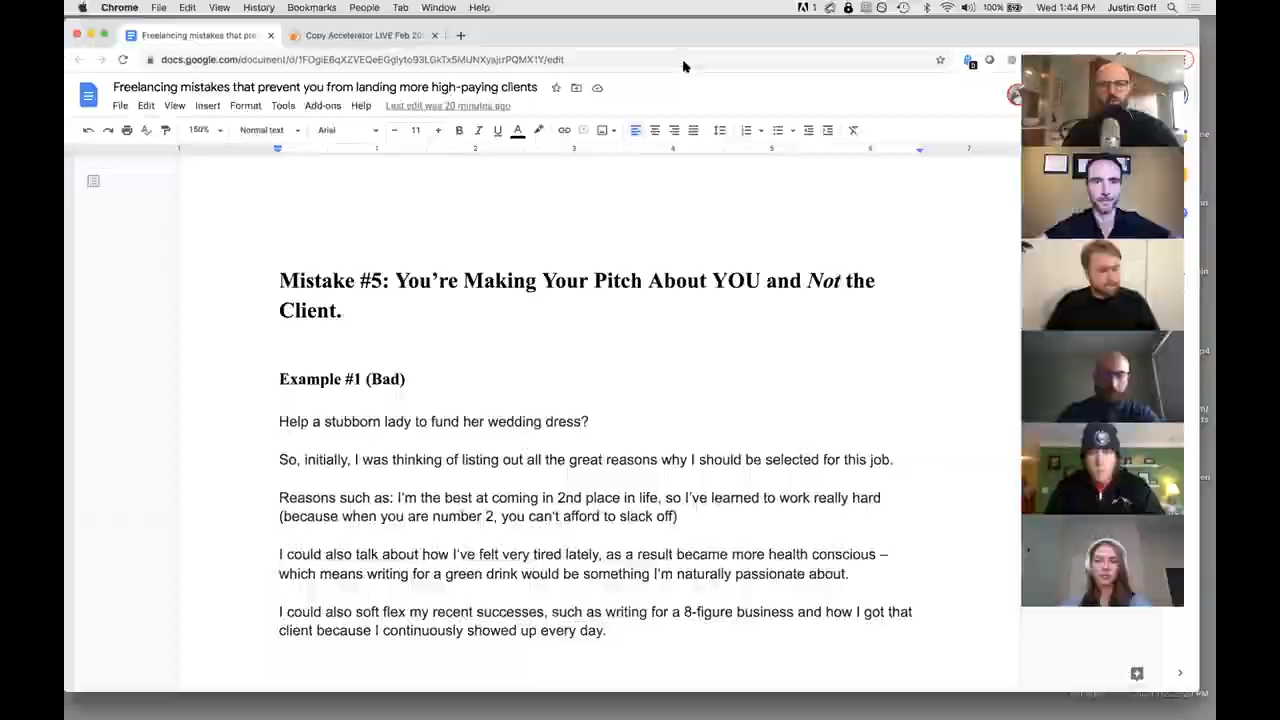 Chrome File Edit View History Bookmarks People Tab Window Help 100% Wed 1:44 PM Justin Goff
Freelancing mistakes that pre Copy Accelerator LIVE Feb 20
Freelancing mistakes that prevent you from landing more high-paying clients
File Edit View Insert Format Tools Add-ons Help Last edit was 20 minutes ago
150% Normal text Arial 11 B I U A
1 1 2 3 4 5 6 7
Mistake #5: You’re Making Your Pitch About YOU and Not the
Client.
Example #1 (Bad)
Help a stubborn lady to fund her wedding dress?
So, initially, I was thinking of listing out all the great reasons why I should be selected for this job.
Reasons such as: I’m the best at coming in 2nd place in life, so I’ve learned to work really hard
(because when you are number 2, you can’t afford to slack off)
I could also talk about how I’ve felt very tired lately, as a result became more health conscious –
which means writing for a green drink would be something I’m naturally passionate about.
I could also soft flex my recent successes, such as writing for a 8-figure business and how I got that
client because I continuously showed up every day.